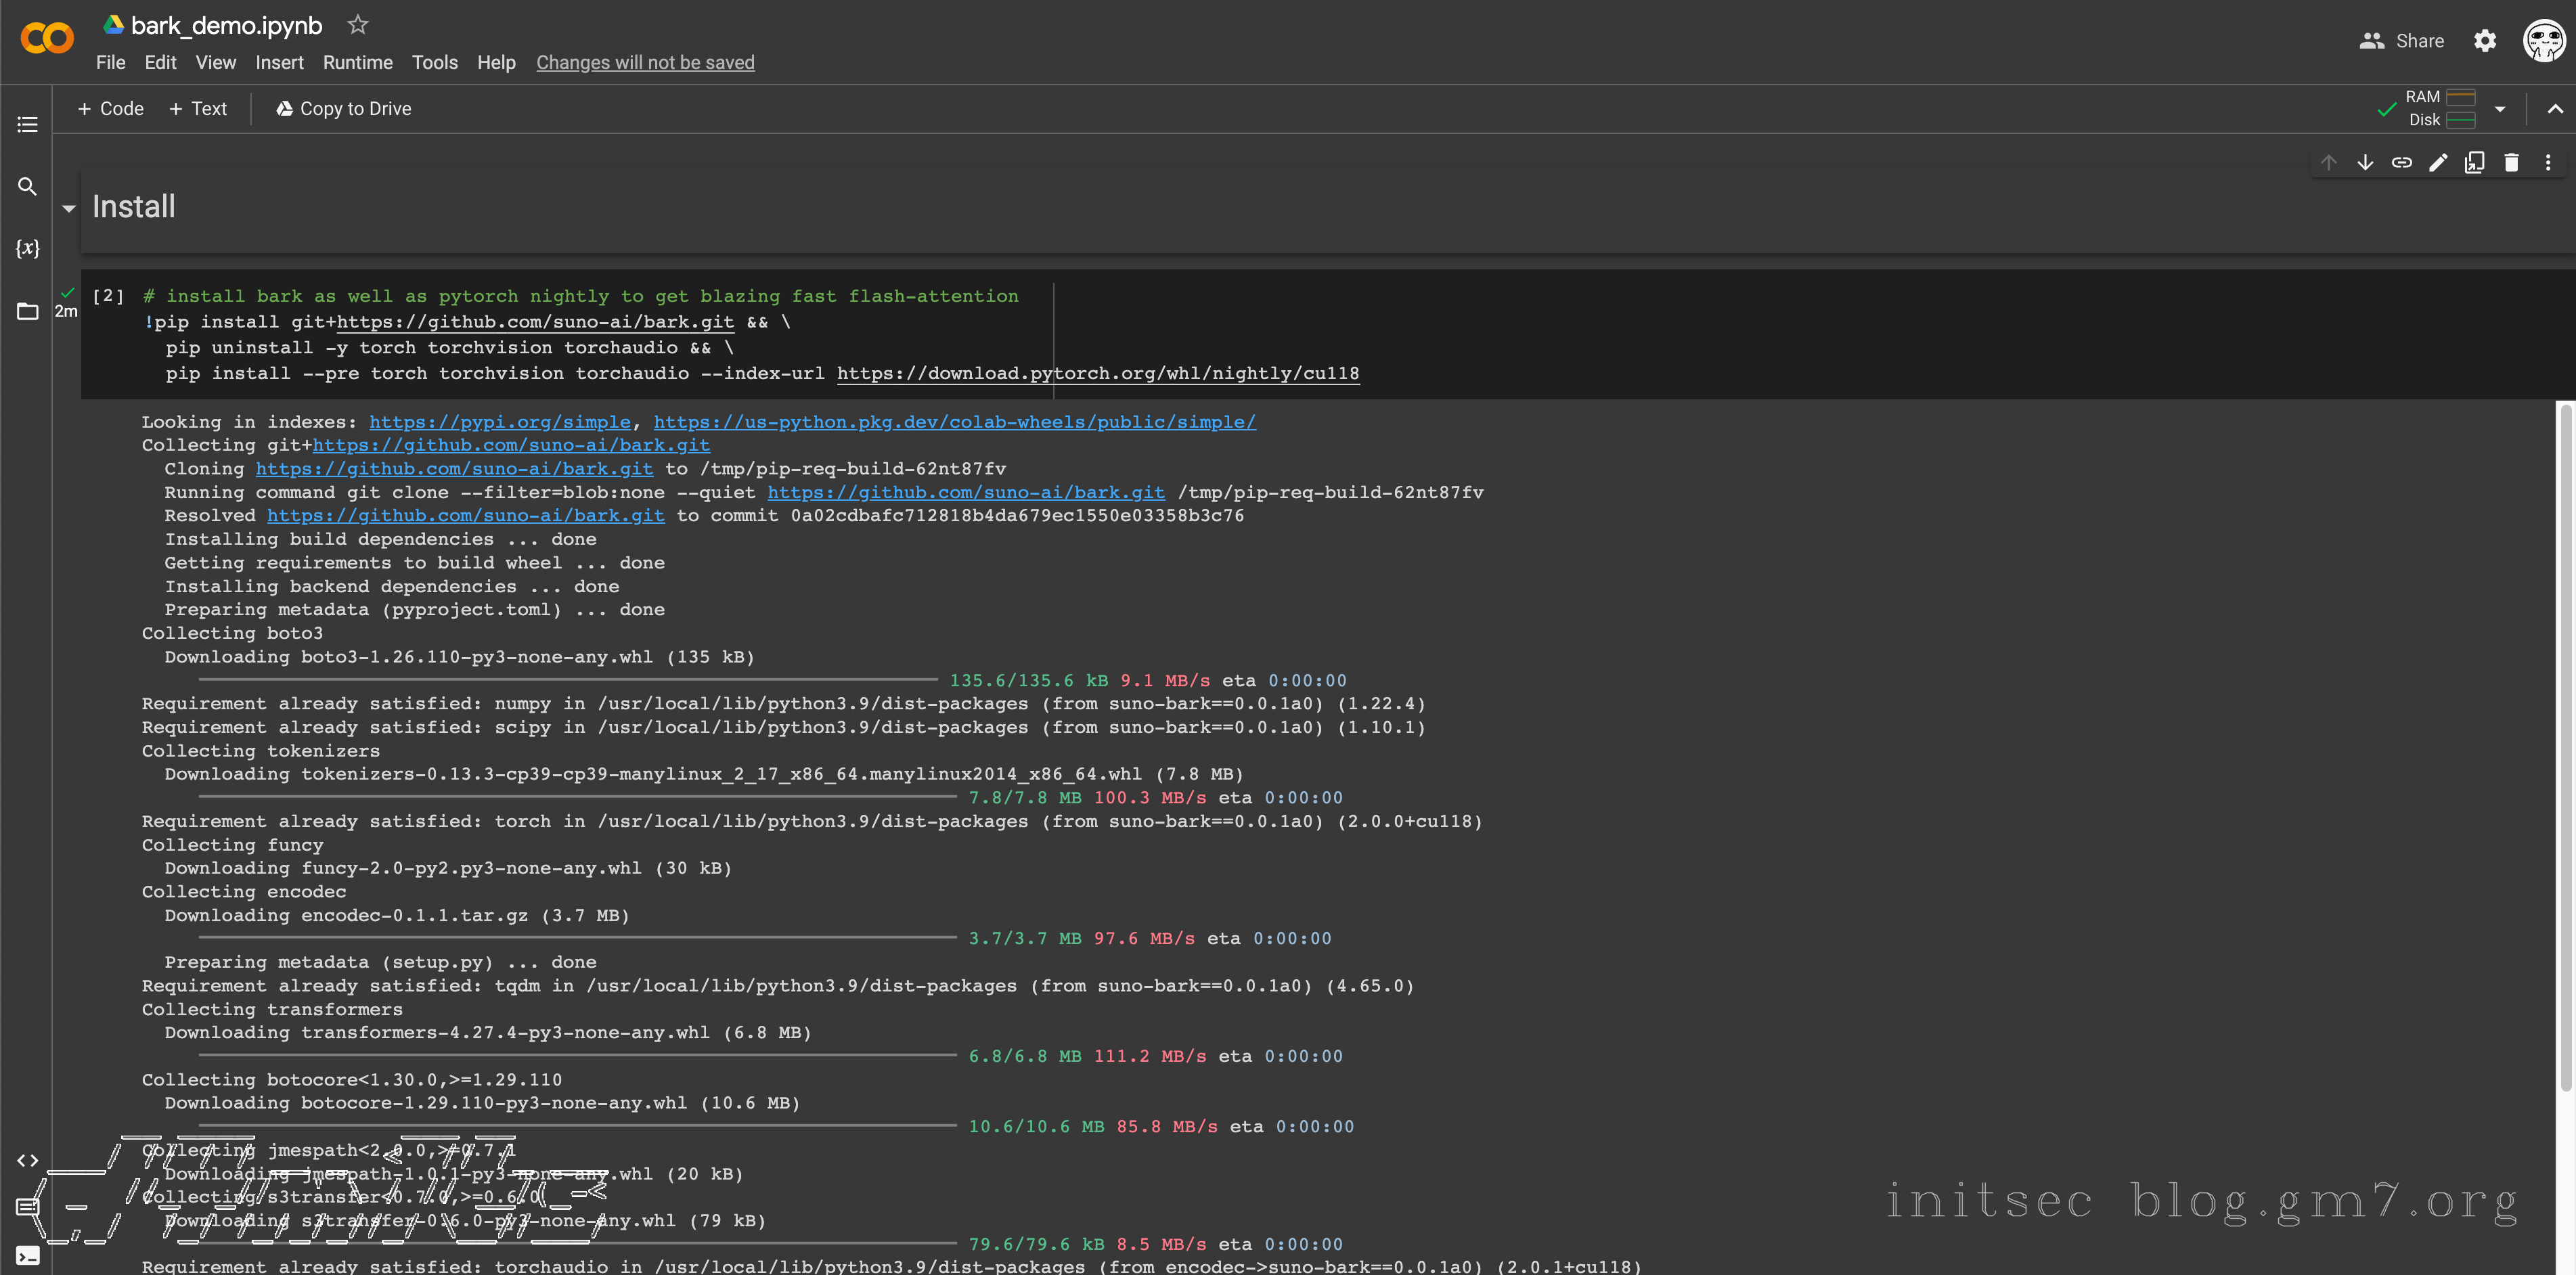 bark_demo.ipynb
File Edit View Insert Runtime Tools Help Changes will not be saved
Share
+ Code + Text Copy to Drive
RAM
Disk
Install
{x}
2m
[2] # install bark as well as pytorch nightly to get blazing fast flash-attention
!pip install git+https://github.com/suno-ai/bark.git && \
pip uninstall -y torch torchvision torchaudio && \
pip install --pre torch torchvision torchaudio --index-url https://download.pytorch.org/whl/nightly/cu118
Looking in indexes: https://pypi.org/simple, https://us-python.pkg.dev/colab-wheels/public/simple/
Collecting git+https://github.com/suno-ai/bark.git
Cloning https://github.com/suno-ai/bark.git to /tmp/pip-req-build-62nt87fv
Running command git clone --filter=blob:none --quiet https://github.com/suno-ai/bark.git /tmp/pip-req-build-62nt87fv
Resolved https://github.com/suno-ai/bark.git to commit 0a02cdbafc712818b4da679ec1550e03358b3c76
Installing build dependencies ... done
Getting requirements to build wheel ... done
Installing backend dependencies ... done
Preparing metadata (pyproject.toml) ... done
Collecting boto3
Downloading boto3-1.26.110-py3-none-any.whl (135 kB)
135.6/135.6 kB 9.1 MB/s eta 0:00:00
Requirement already satisfied: numpy in /usr/local/lib/python3.9/dist-packages (from suno-bark==0.0.1a0) (1.22.4)
Requirement already satisfied: scipy in /usr/local/lib/python3.9/dist-packages (from suno-bark==0.0.1a0) (1.10.1)
Collecting tokenizers
Downloading tokenizers-0.13.3-cp39-cp39-manylinux_2_17_x86_64.manylinux2014_x86_64.whl (7.8 MB)
7.8/7.8 MB 100.3 MB/s eta 0:00:00
Requirement already satisfied: torch in /usr/local/lib/python3.9/dist-packages (from suno-bark==0.0.1a0) (2.0.0+cu118)
Collecting funcy
Downloading funcy-2.0-py2.py3-none-any.whl (30 kB)
Collecting encodec
Downloading encodec-0.1.1.tar.gz (3.7 MB)
3.7/3.7 MB 97.6 MB/s eta 0:00:00
Preparing metadata (setup.py) ... done
Requirement already satisfied: tqdm in /usr/local/lib/python3.9/dist-packages (from suno-bark==0.0.1a0) (4.65.0)
Collecting transformers
Downloading transformers-4.27.4-py3-none-any.whl (6.8 MB)
6.8/6.8 MB 111.2 MB/s eta 0:00:00
Collecting botocore<1.30.0,>=1.29.110
Downloading botocore-1.29.110-py3-none-any.whl (10.6 MB)
10.6/10.6 MB 85.8 MB/s eta 0:00:00
Collecting jmespath<2.0.0,>=0.7.1
Downloading jmespath-1.0.1-py3-none-any.whl (20 kB)
Collecting s3transfer<0.7.0,>=0.6.0
Downloading s3transfer-0.6.0-py3-none-any.whl (79 kB)
79.6/79.6 kB 8.5 MB/s eta 0:00:00
Requirement already satisfied: torchaudio in /usr/local/lib/python3.9/dist-packages (from encodec->suno-bark==0.0.1a0) (2.0.1+cu118)
initsec blog.gm7.org